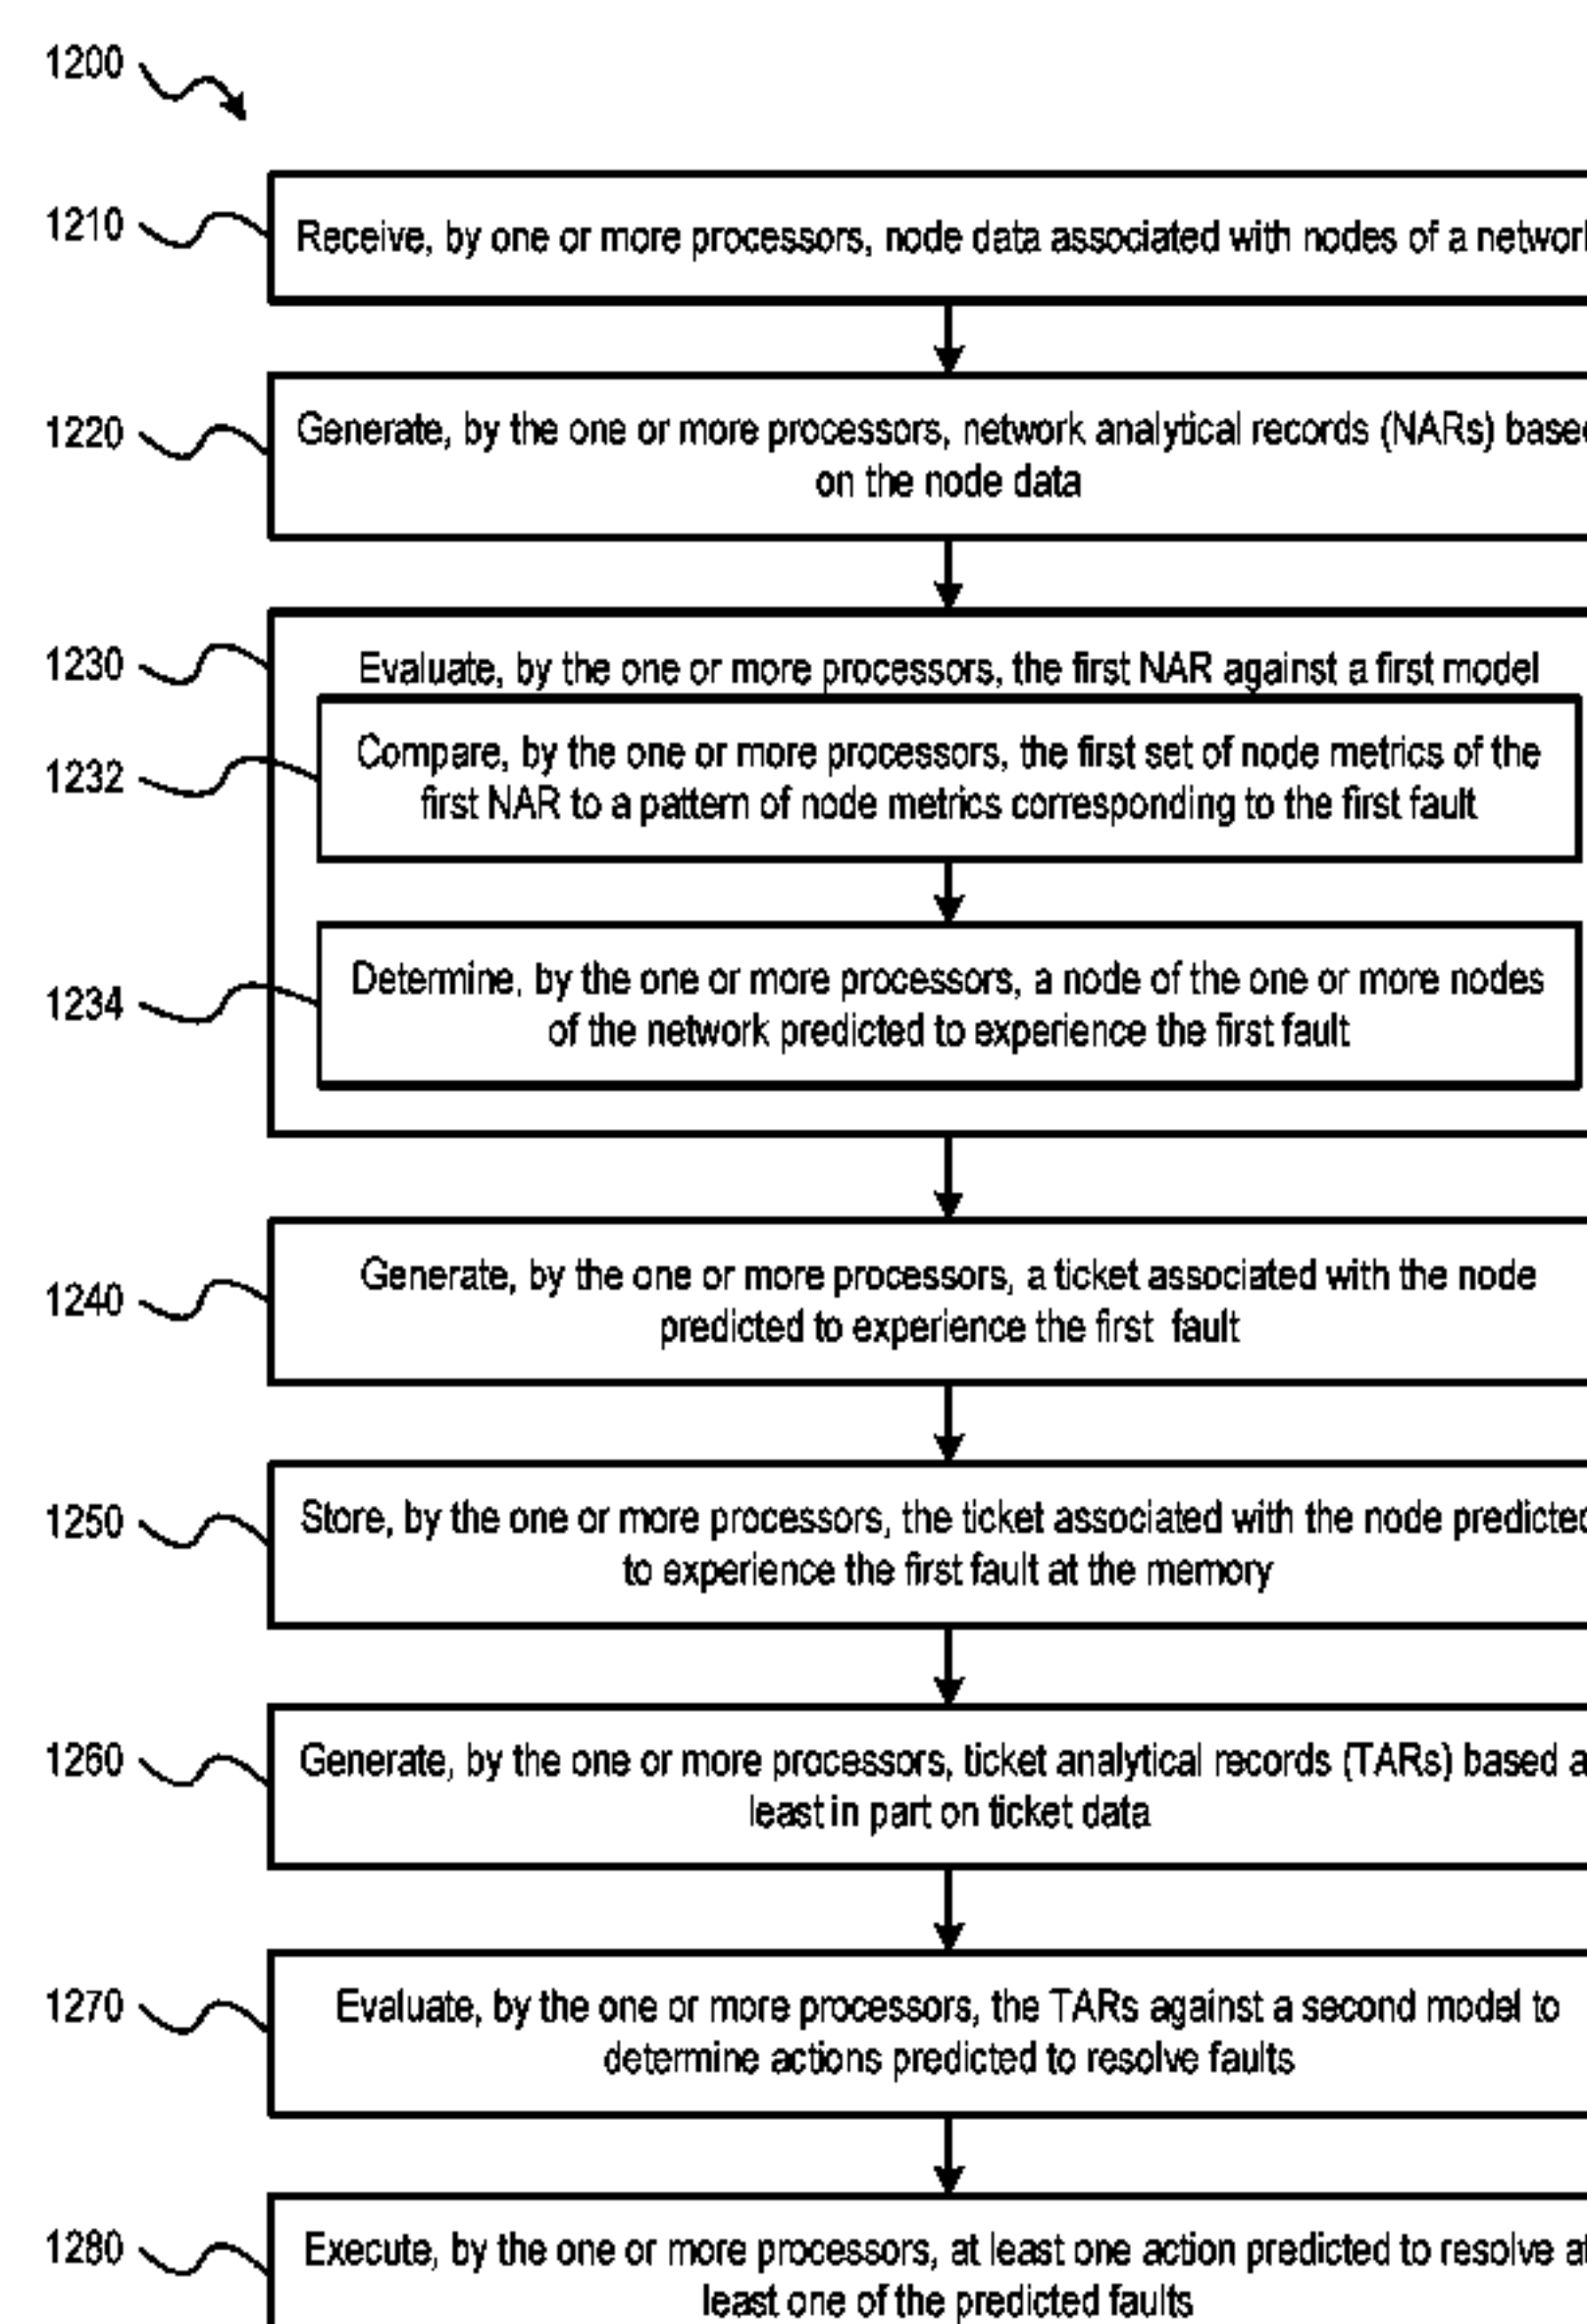 1200
1210
Receive, by one or more processors, node data associated with nodes of a network
1220
Generate, by the one or more processors, network analytical records (NARs) based
on the node data
1230
Evaluate, by the one or more processors, the first NAR against a first model
1232
Compare, by the one or more processors, the first set of node metrics of the
first NAR to a pattern of node metrics corresponding to the first fault
1234
Determine, by the one or more processors, a node of the one or more nodes
of the network predicted to experience the first fault
1240
Generate, by the one or more processors, a ticket associated with the node
predicted to experience the first fault
1250
Store, by the one or more processors, the ticket associated with the node predicted
to experience the first fault at the memory
1260
Generate, by the one or more processors, ticket analytical records (TARs) based a
least in part on ticket data
1270
Evaluate, by the one or more processors, the TARs against a second model to
determine actions predicted to resolve faults
1280
Execute, by the one or more processors, at least one action predicted to resolve at
least one of the predicted faults